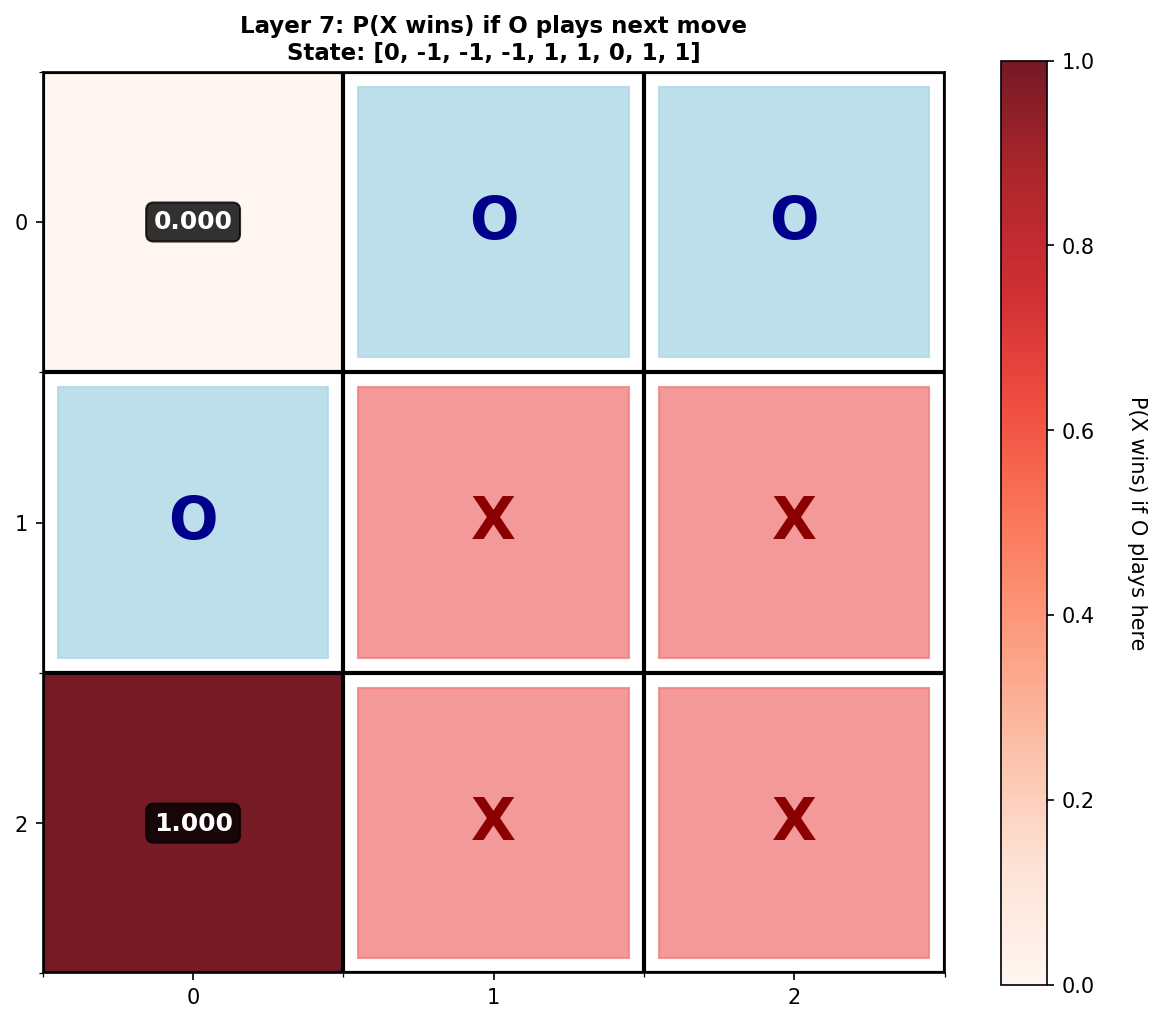 Layer 7: P(X wins) if O plays next move
State: [0, -1, -1, -1, 1, 1, 0, 1, 1]
0
0.000
O
O
1
O
X
X
2
1.000
X
X
0
1
2
1.0
0.8
0.6
0.4
0.2
0.0
P(X wins) if O plays here